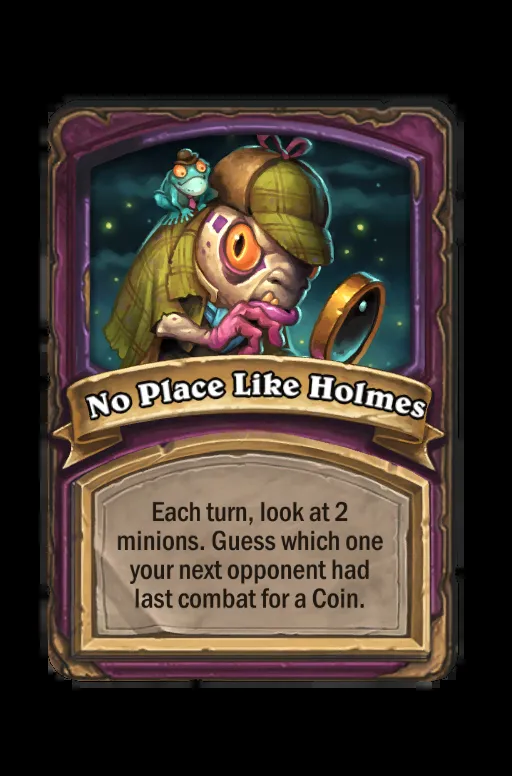 No Place Like Holmes
Each turn, look at 2
minions. Guess which one
your next opponent had
last combat for a Coin.